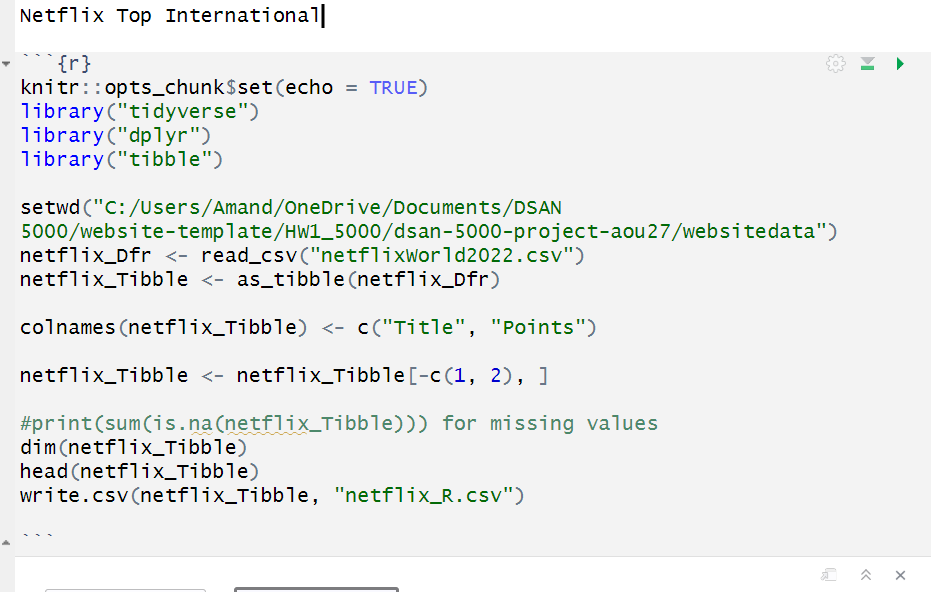 Netflix Top International
```{r}
knitr::opts_chunk$set(echo = TRUE)
library("tidyverse")
library("dplyr")
library("tibble")
setwd("C:/Users/Amand/OneDrive/Documents/DSAN
5000/website-template/HW1_5000/dsan-5000-project-aou27/websitedata")
netflix_Dfr <- read_csv("netflixWorld2022.csv")
netflix_Tibble <- as_tibble(netflix_Dfr)
colnames(netflix_Tibble) <- c("Title", "Points")
netflix_Tibble <- netflix_Tibble[-c(1, 2), ]
#print(sum(is.na(netflix_Tibble))) for missing values
dim(netflix_Tibble)
head(netflix_Tibble)
write.csv(netflix_Tibble, "netflix_R.csv")
```